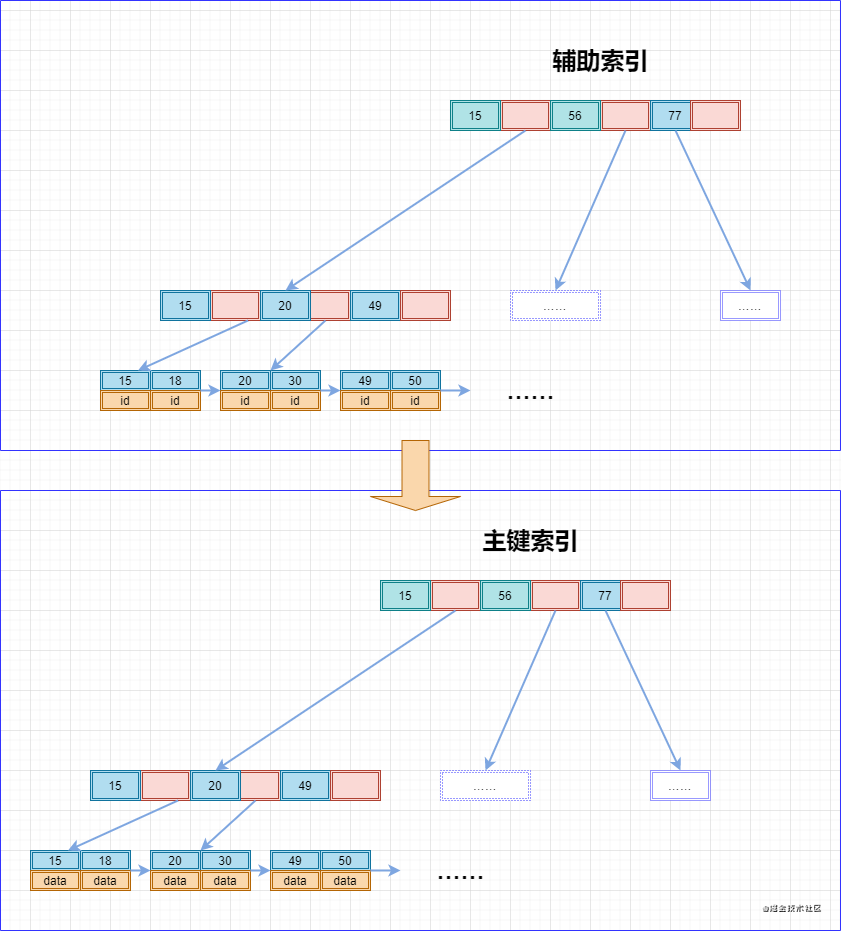 辅助索引
15 56 77
15 20 49 …… ……
15 18 20 30 49 50
id id id id id id ……
主键索引
15 56 77
15 20 49 …… ……
15 18 20 30 49 50
data data data data data data ……
@掘金技术社区